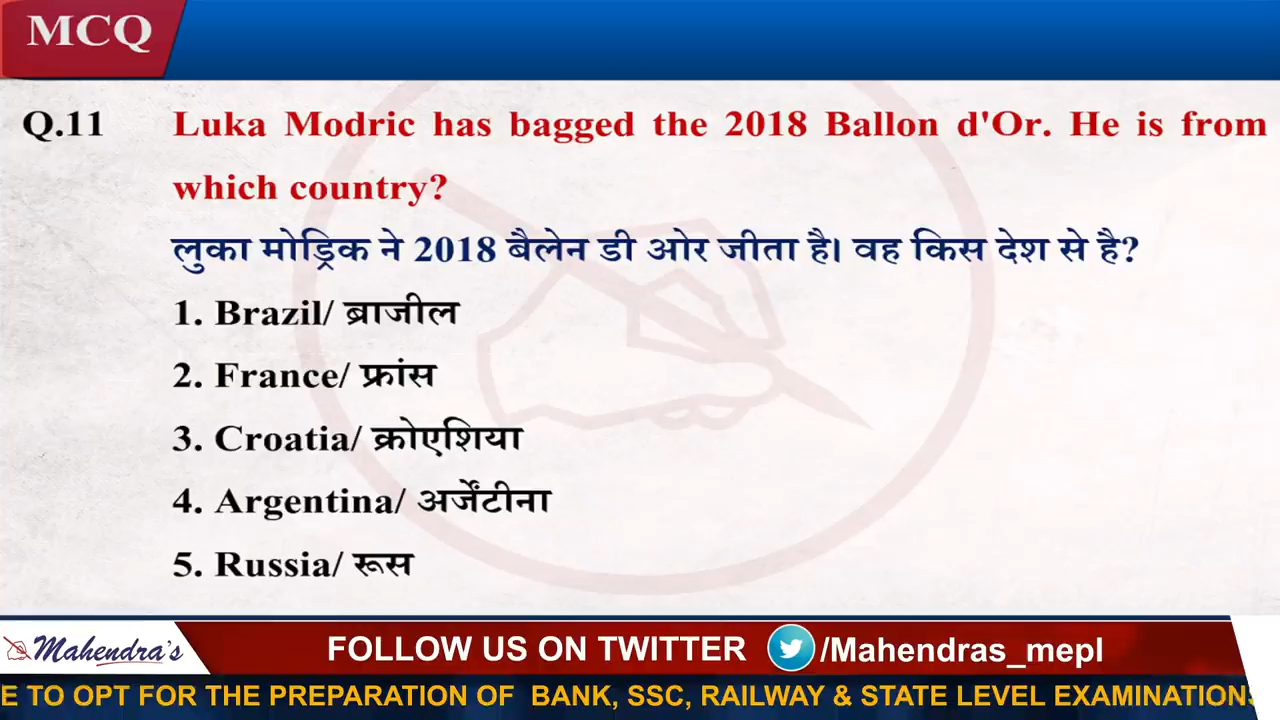 MCQ
Q.11 Luka Modric has bagged the 2018 Ballon d'Or. He is from
which country?
लुका मोड्रिक ने 2018 बैलेन डी ओर जीता है। वह किस देश से है?
1. Brazil/ ब्राजील
2. France/ फ्रांस
3. Croatia/ क्रोएशिया
4. Argentina/ अर्जेंटीना
5. Russia/ रूस
Mahendra's FOLLOW US ON TWITTER /Mahendras_mepl
E TO OPT FOR THE PREPARATION OF BANK, SSC, RAILWAY & STATE LEVEL EXAMINATIONS